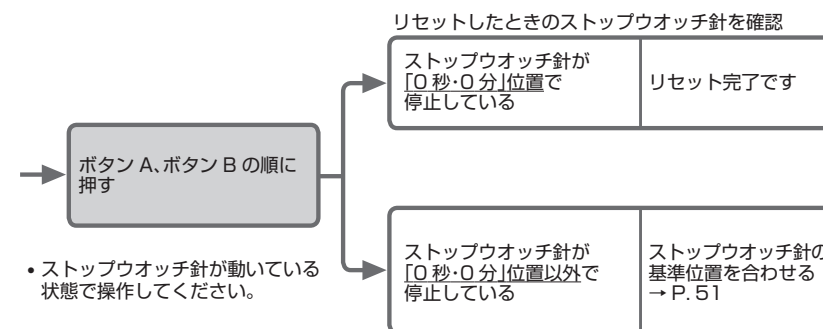 リセットしたときのストップウオッチ針を確認
ストップウオッチ針が
「0 秒・0 分」位置で
停止している
リセット完了です
ボタン A、ボタン B の順に
押す
• ストップウオッチ針が動いている
状態で操作してください。
ストップウオッチ針が
「0 秒・0 分」位置以外で
停止している
ストップウオッチ針の
基準位置を合わせる
→ P. 51